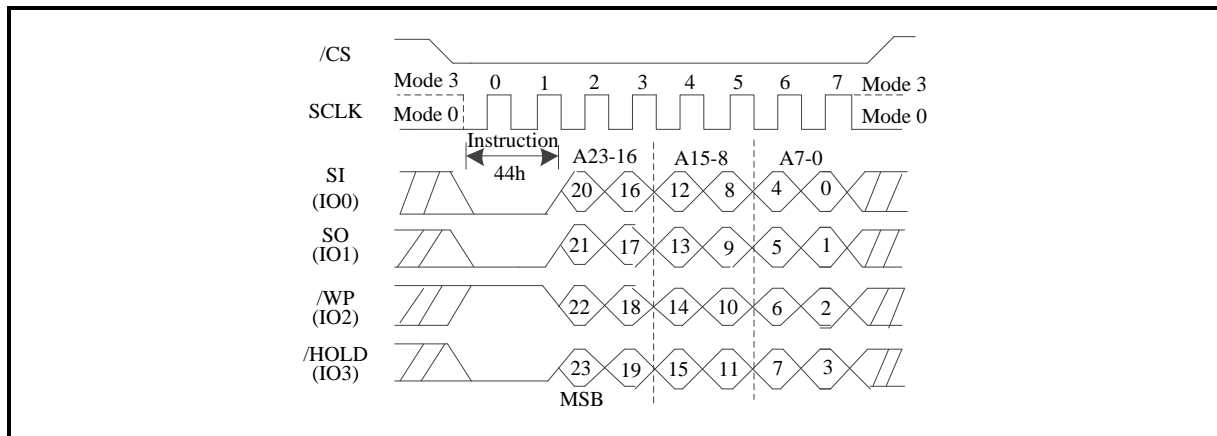 /CS
Mode 3 0 1 2 3 4 5 6 7 Mode 3
SCLK
Mode 0 Mode 0
Instruction
44h
A23-16 A15-8 A7-0
SI
(IO0)
20 16 12 8 4 0
SO
(IO1)
21 17 13 9 5 1
/WP
(IO2)
22 18 14 10 6 2
/HOLD
(IO3)
23 19 15 11 7 3
MSB